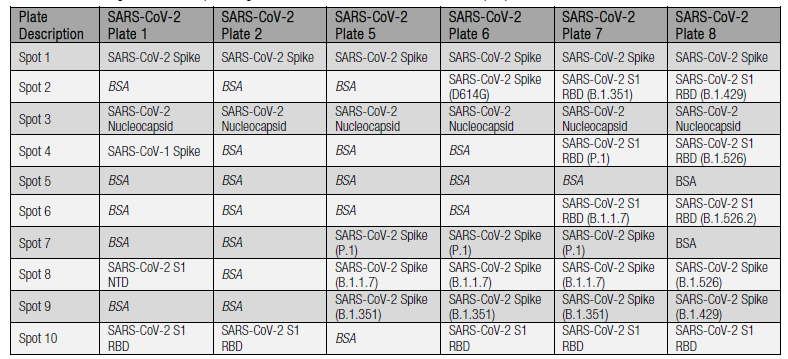 Plate Description SARS-CoV-2 Plate 1 SARS-CoV-2 Plate 2 SARS-CoV-2 Plate 5 SARS-CoV-2 Plate 6 SARS-CoV-2 Plate 7 SARS-CoV-2 Plate 8
Spot 1 SARS-CoV-2 Spike SARS-CoV-2 Spike SARS-CoV-2 Spike SARS-CoV-2 Spike SARS-CoV-2 Spike SARS-CoV-2 Spike
Spot 2 BSA BSA BSA SARS-CoV-2 Spike (D614G) SARS-CoV-2 S1 RBD (B.1.351) SARS-CoV-2 S1 RBD (B.1.429)
Spot 3 SARS-CoV-2 Nucleocapsid SARS-CoV-2 Nucleocapsid SARS-CoV-2 Nucleocapsid SARS-CoV-2 Nucleocapsid SARS-CoV-2 Nucleocapsid SARS-CoV-2 Nucleocapsid
Spot 4 SARS-CoV-1 Spike BSA BSA BSA SARS-CoV-2 S1 RBD (P.1) SARS-CoV-2 S1 RBD (B.1.526)
Spot 5 BSA BSA BSA BSA BSA BSA
Spot 6 BSA BSA BSA BSA SARS-CoV-2 S1 RBD (B.1.1.7) SARS-CoV-2 S1 RBD (B.1.526.2)
Spot 7 BSA BSA SARS-CoV-2 Spike (P.1) SARS-CoV-2 Spike (P.1) SARS-CoV-2 Spike (P.1) BSA
Spot 8 SARS-CoV-2 S1 NTD BSA SARS-CoV-2 Spike (B.1.1.7) SARS-CoV-2 Spike (B.1.1.7) SARS-CoV-2 Spike (B.1.1.7) SARS-CoV-2 Spike (B.1.526)
Spot 9 BSA BSA SARS-CoV-2 Spike (B.1.351) SARS-CoV-2 Spike (B.1.351) SARS-CoV-2 Spike (B.1.351) SARS-CoV-2 Spike (B.1.429)
Spot 10 SARS-CoV-2 S1 RBD SARS-CoV-2 S1 RBD BSA SARS-CoV-2 S1 RBD SARS-CoV-2 S1 RBD SARS-CoV-2 S1 RBD